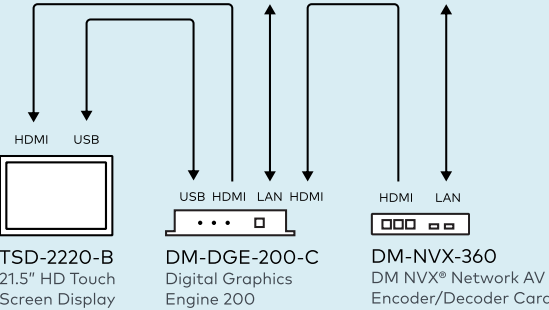 HDMI USB
USB HDMI LAN HDMI
HDMI LAN
TSD-2220-B
21.5" HD Touch
Screen Display
DM-DGE-200-C
Digital Graphics
Engine 200
DM-NVX-360
DM NVX® Network AV
Encoder/Decoder Card